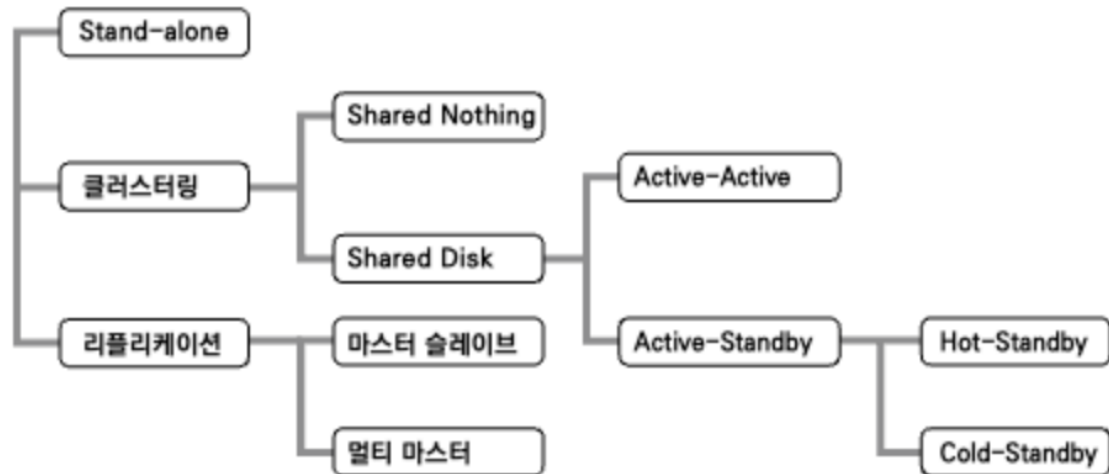 Stand-alone
Shared Nothing
클러스터링
Active-Active
Shared Disk
리플리케이션
마스터 슬레이브
Active-Standby
Hot-Standby
멀티 마스터
Cold-Standby